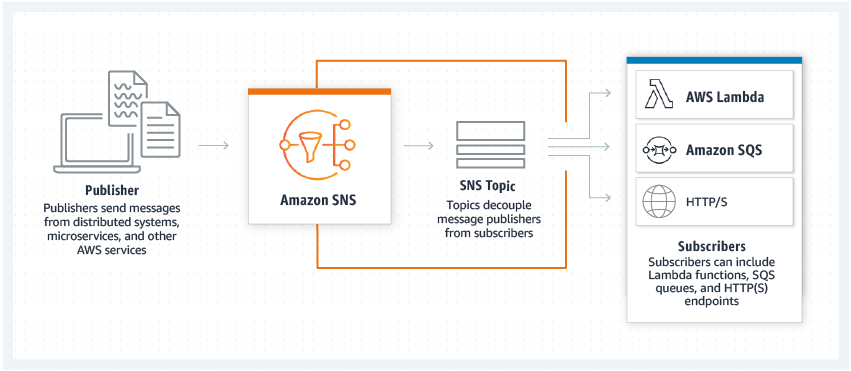 Publisher
Publishers send messages
from distributed systems,
microservices, and other
AWS services
Amazon SNS
SNS Topic
Topics decouple
message publishers
from subscribers
AWS Lambda
Amazon SQS
HTTP/S
Subscribers
Subscribers can include
Lambda functions, SQS
queues, and HTTP(S)
endpoints